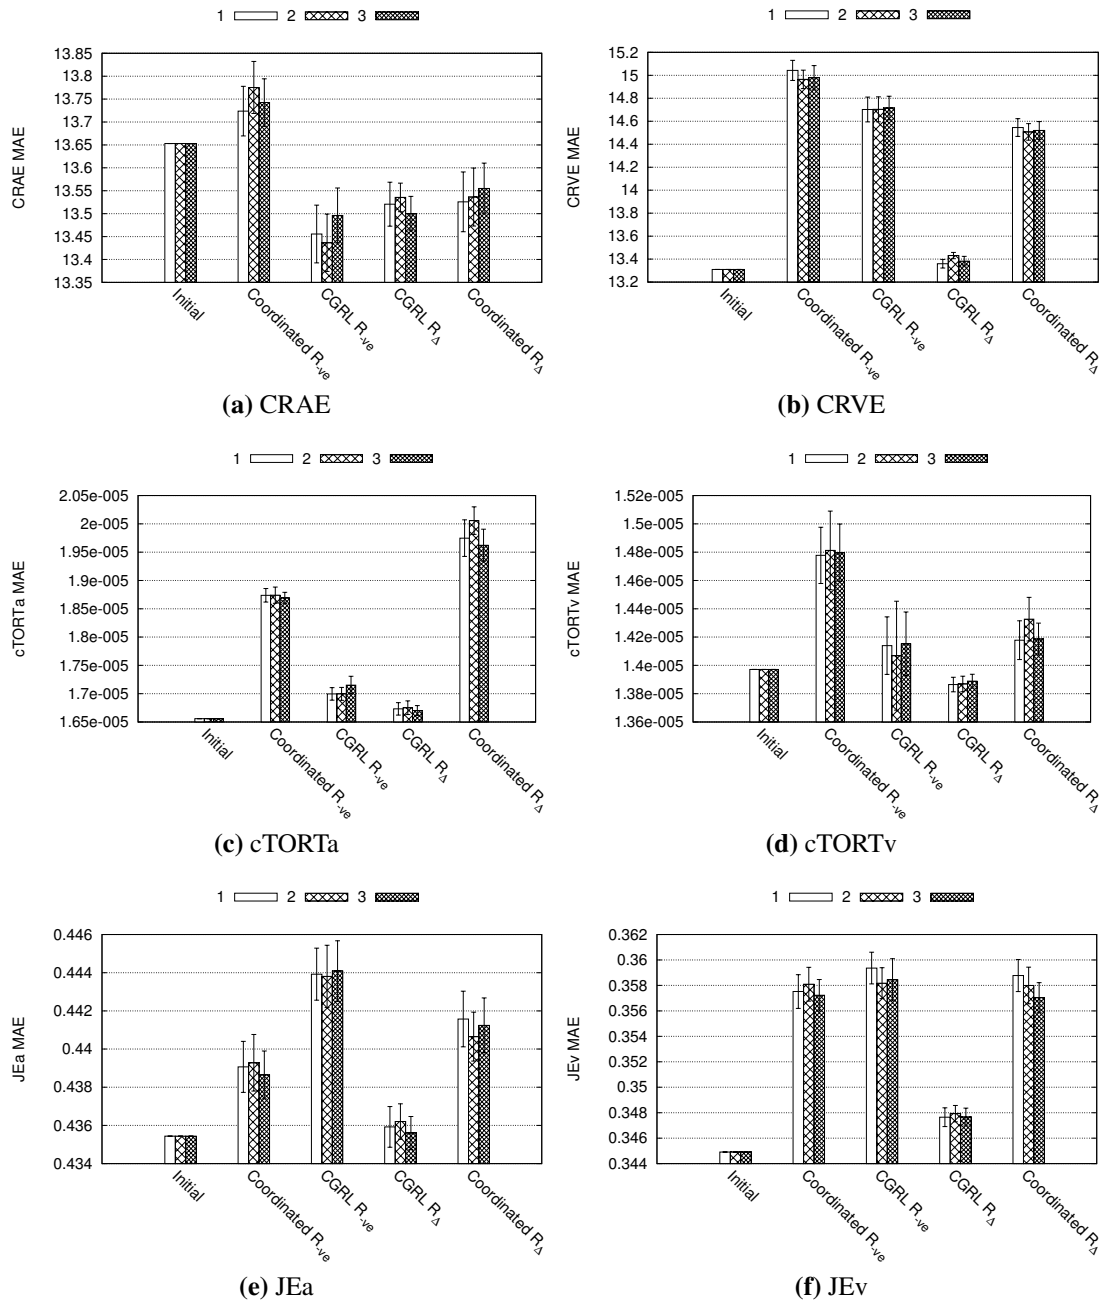 1 2 3
13.85
13.8
13.75
13.7
13.65
13.6
13.55
13.5
13.45
13.4
13.35
CRAE MAE
Initial
Coordinated R-ve
CGRL R-ve
CGRL RΔ
Coordinated RΔ
(a) CRAE
1 2 3
15.2
15
14.8
14.6
14.4
14.2
14
13.8
13.6
13.4
13.2
CRVE MAE
Initial
Coordinated R-ve
CGRL R-ve
CGRL RΔ
Coordinated RΔ
(b) CRVE
1 2 3
2.05e-005
2e-005
1.95e-005
1.9e-005
1.85e-005
1.8e-005
1.75e-005
1.7e-005
1.65e-005
cTORTa MAE
Initial
Coordinated R-ve
CGRL R-ve
CGRL RΔ
Coordinated RΔ
(c) cTORTa
1 2 3
1.52e-005
1.5e-005
1.48e-005
1.46e-005
1.44e-005
1.42e-005
1.4e-005
1.38e-005
1.36e-005
cTORTv MAE
Initial
Coordinated R-ve
CGRL R-ve
CGRL RΔ
Coordinated RΔ
(d) cTORTv
1 2 3
0.446
0.444
0.442
0.44
0.438
0.436
0.434
JEa MAE
Initial
Coordinated R-ve
CGRL R-ve
CGRL RΔ
Coordinated RΔ
(e) JEa
1 2 3
0.362
0.36
0.358
0.356
0.354
0.352
0.35
0.348
0.346
0.344
JEv MAE
Initial
Coordinated R-ve
CGRL R-ve
CGRL RΔ
Coordinated RΔ
(f) JEv